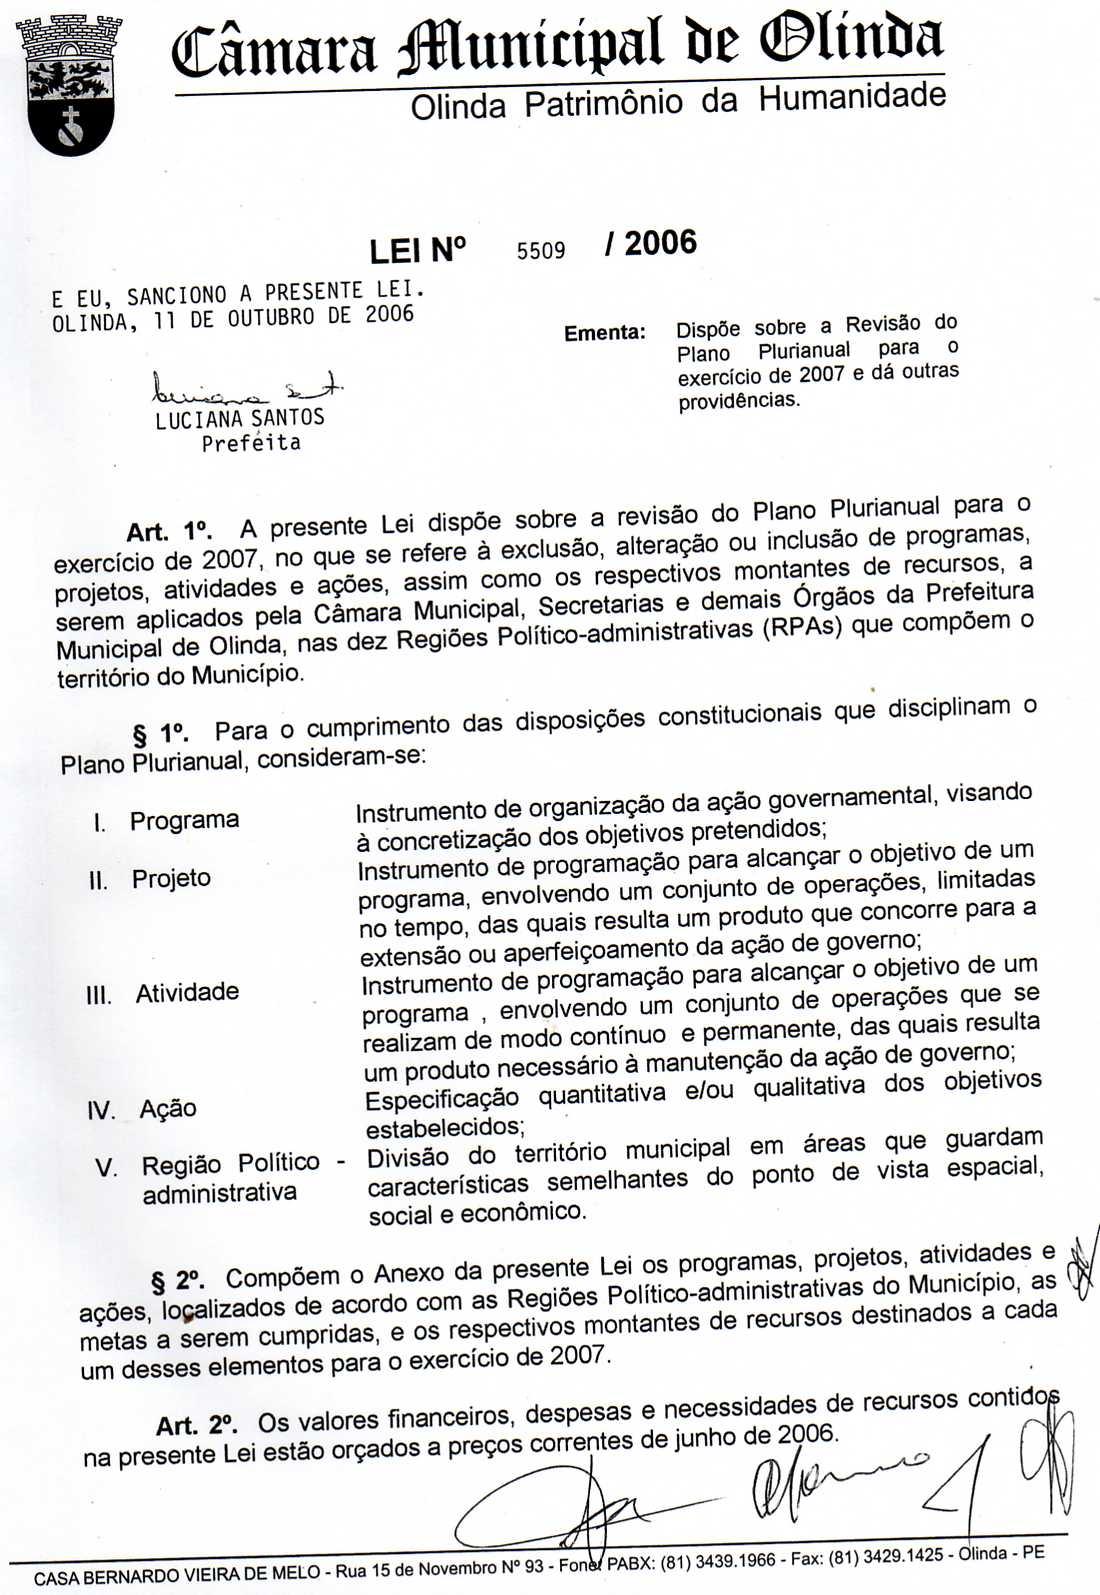 Câmara Municipal de Olinda
Olinda Patrimônio da Humanidade
LEI Nº 5509 / 2006
E EU, SANCIONO A PRESENTE LEI.
OLINDA, 11 DE OUTUBRO DE 2006
LUCIANA SANTOS
Prefeita
Ementa: Dispõe sobre a Revisão do
Plano Plurianual para o
exercício de 2007 e dá outras
providências.
Art. 1º. A presente Lei dispõe sobre a revisão do Plano Plurianual para o
exercício de 2007, no que se refere à exclusão, alteração ou inclusão de programas,
projetos, atividades e ações, assim como os respectivos montantes de recursos, a
serem aplicados pela Câmara Municipal, Secretarias e demais Órgãos da Prefeitura
Municipal de Olinda, nas dez Regiões Político-administrativas (RPAs) que compõem o
território do Município.
§ 1º. Para o cumprimento das disposições constitucionais que disciplinam o
Plano Plurianual, consideram-se:
I. Programa Instrumento de organização da ação governamental, visando
à concretização dos objetivos pretendidos;
II. Projeto Instrumento de programação para alcançar o objetivo de um
programa, envolvendo um conjunto de operações, limitadas
no tempo, das quais resulta um produto que concorre para a
extensão ou aperfeiçoamento da ação de governo;
III. Atividade Instrumento de programação para alcançar o objetivo de um
programa , envolvendo um conjunto de operações que se
realizam de modo contínuo e permanente, das quais resulta
um produto necessário à manutenção da ação de governo;
IV. Ação Especificação quantitativa e/ou qualitativa dos objetivos
estabelecidos;
V. Região Político - Divisão do território municipal em áreas que guardam
administrativa características semelhantes do ponto de vista espacial,
social e econômico.
§ 2º. Compõem o Anexo da presente Lei os programas, projetos, atividades e
ações, localizados de acordo com as Regiões Político-administrativas do Município, as
metas a serem cumpridas, e os respectivos montantes de recursos destinados a cada
um desses elementos para o exercício de 2007.
Art. 2º. Os valores financeiros, despesas e necessidades de recursos contidos
na presente Lei estão orçados a preços correntes de junho de 2006.
CASA BERNARDO VIEIRA DE MELO - Rua 15 de Novembro Nº 93 - Fone: PABX: (81) 3439.1966 - Fax: (81) 3429.1425 - Olinda - PE